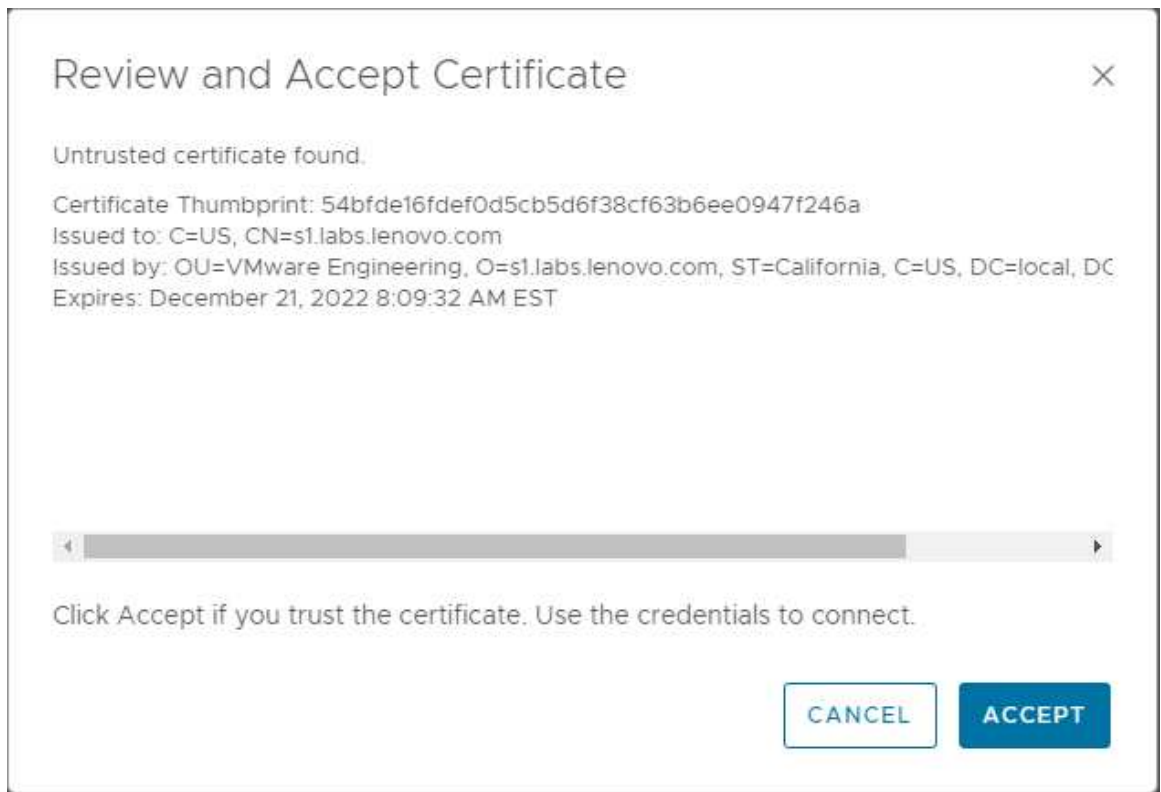 Review and Accept Certificate
Untrusted certificate found.
Certificate Thumbprint: 54bfde16fdef0d5cb5d6f38cf63b6ee0947f246a
Issued to: C=US, CN=s1.labs.lenovo.com
Issued by: OU=VMware Engineering, O=s1.labs.lenovo.com, ST=California, C=US, DC=local, DC
Expires: December 21, 2022 8:09:32 AM EST
Click Accept if you trust the certificate. Use the credentials to connect.
CANCEL ACCEPT